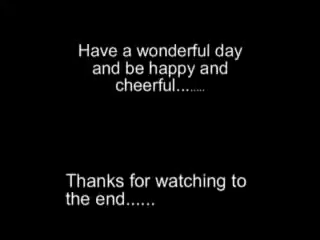 Have a wonderful day
and be happy and
cheerful........
Thanks for watching to
the end......